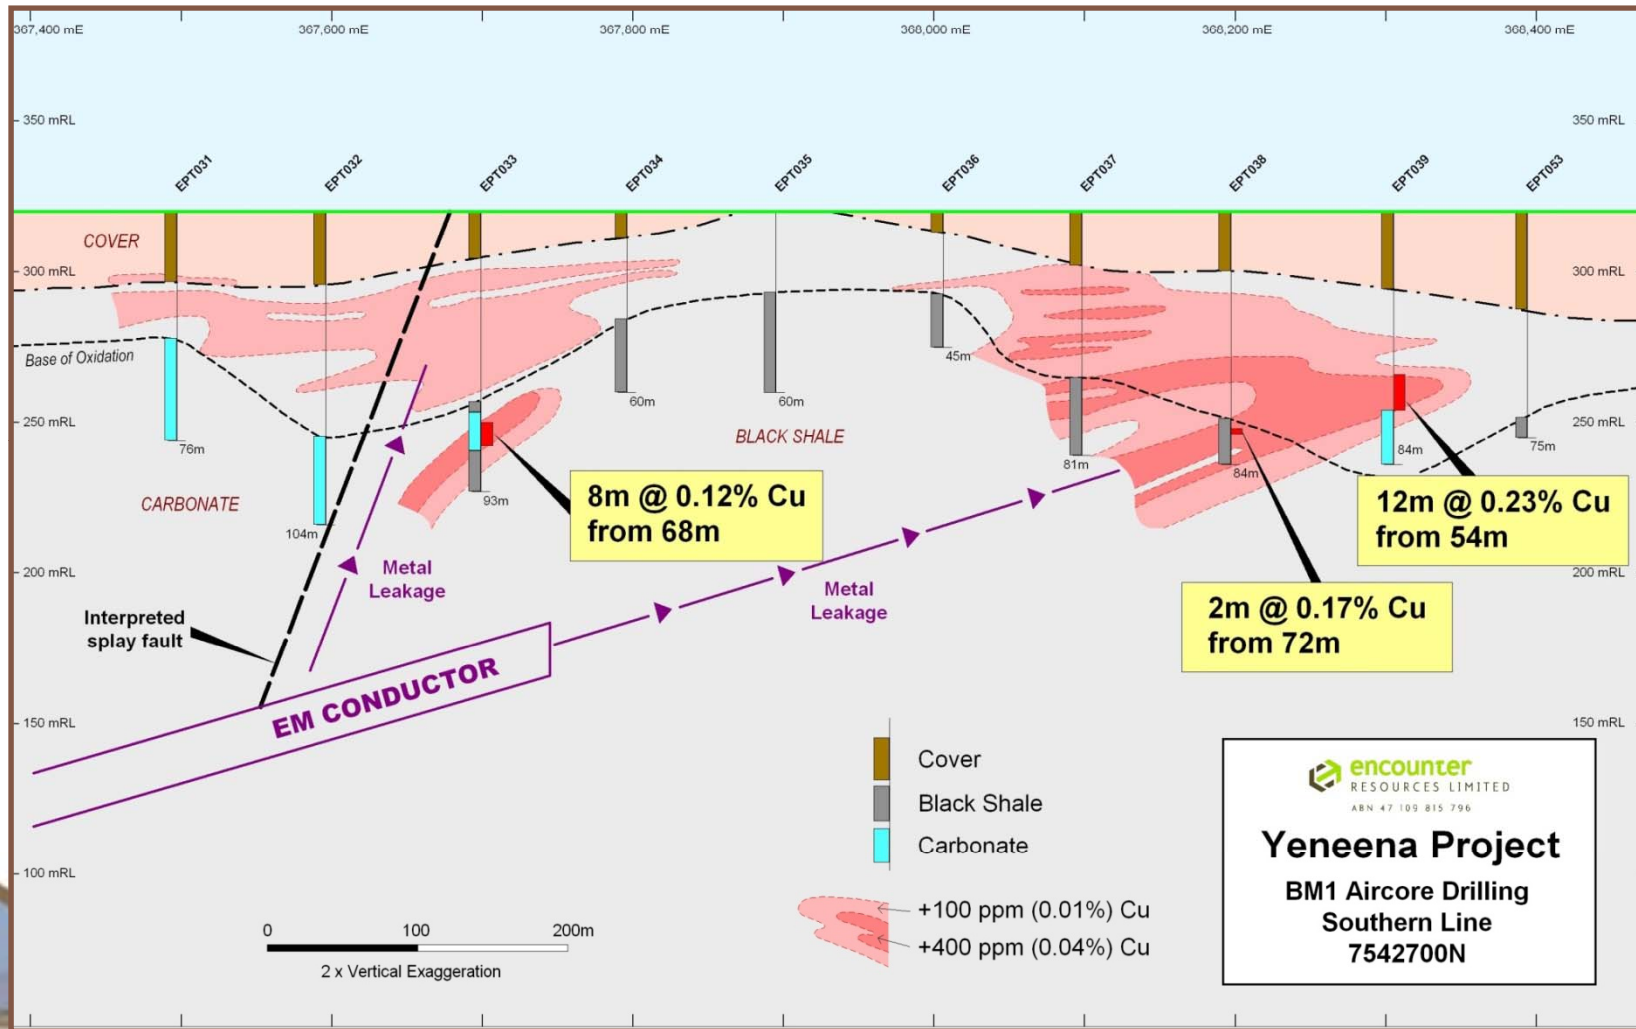 367,400 mE
367,600 mE
367,800 mE
368,000 mE
368,200 mE
368,400 mE
350 mRL
350 mRL
EPT031
EPT032
EPT033
EPT034
EPT035
EPT036
EPT037
EPT038
EPT039
EPT053
COVER
300 mRL
300 mRL
Base of Oxidation
45m
60m
60m
250 mRL
250 mRL
BLACK SHALE
76m
81m
84m
84m
75m
93m
CARBONATE
104m
8m @ 0.12% Cu
from 68m
12m @ 0.23% Cu
from 54m
200 mRL
200 mRL
Metal
Leakage
Metal
Leakage
2m @ 0.17% Cu
from 72m
Interpreted
splay fault
EM CONDUCTOR
150 mRL
150 mRL
Cover
Black Shale
Carbonate
100 mRL
+100 ppm (0.01%) Cu
+400 ppm (0.04%) Cu
0 100 200m
2 x Vertical Exaggeration
encounter
RESOURCES LIMITED
ABN 47 109 815 796
Yeneena Project
BM1 Aircore Drilling
Southern Line
7542700N